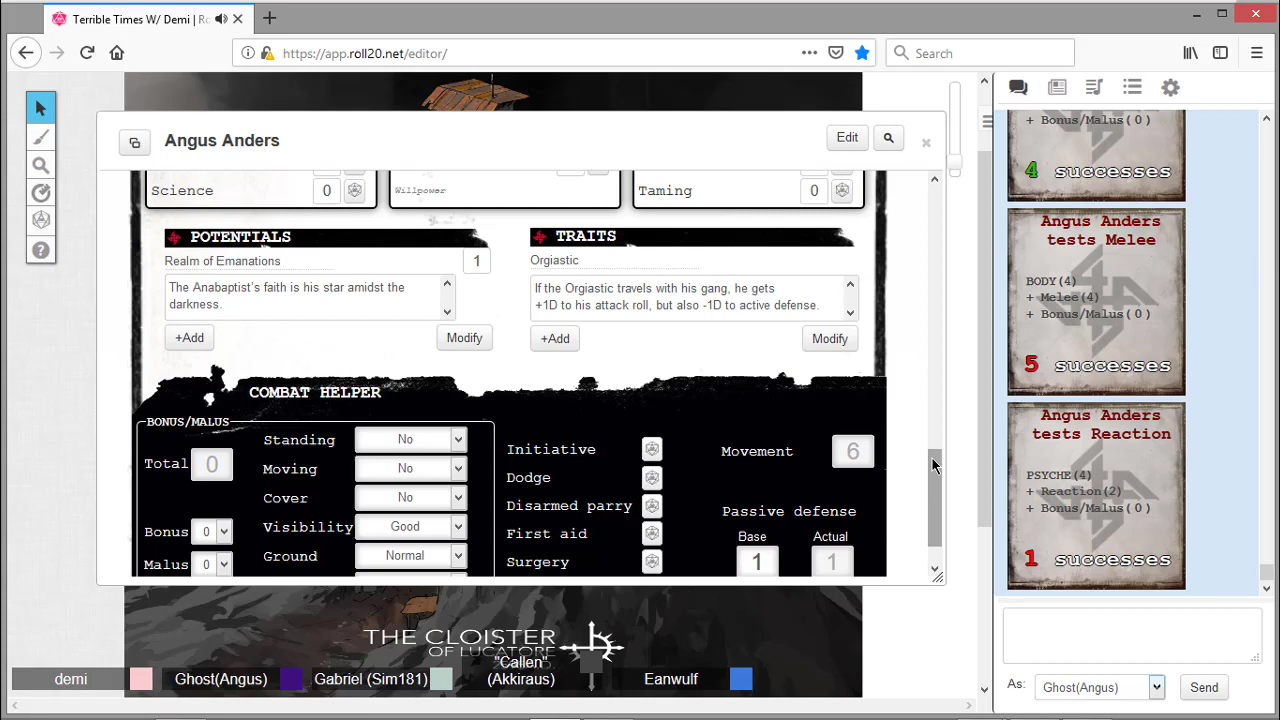 Terrible Times W/ Demi | Ro
https://app.roll20.net/editor/
Search
Angus Anders
Edit
Science
0
Willpower
Taming
0
POTENTIALS
TRAITS
Realm of Emanations
1
Orgiastic
The Anabaptist's faith is his star amidst the
darkness.
If the Orgiastic travels with his gang, he gets
+1D to his attack roll, but also -1D to active defense.
+Add
Modify
+Add
Modify
COMBAT HELPER
BONUS/MALUS
Total
0
Bonus
0
Malus
0
Standing
No
Moving
No
Cover
No
Visibility
Good
Ground
Normal
Initiative
Dodge
Disarmed parry
First aid
Surgery
Movement
6
Passive defense
Base
Actual
1
1
+ Bonus/Malus( 0 )
4 successes
Angus Anders
tests Melee
BODY(4)
+ Melee(4)
+ Bonus/Malus( 0 )
5 successes
Angus Anders
tests Reaction
PSYCHE(4)
+ Reaction(2)
+ Bonus/Malus( 0 )
1 successes
THE CLOISTER
OF LUCATORE
demi
Ghost(Angus)
Gabriel (Sim181)
"Callen"
(Akkiraus)
Eanwulf
As:
Ghost(Angus)
Send